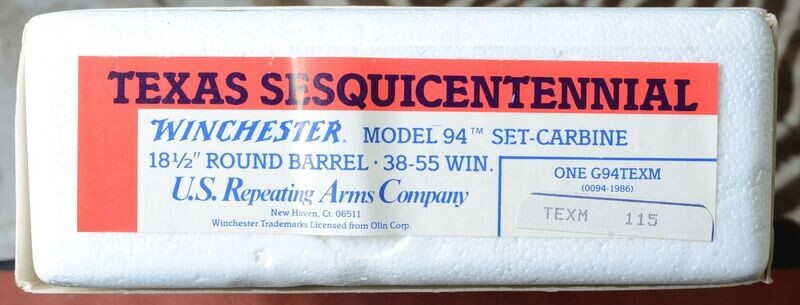 TEXAS SESQUICENTENNIAL
WINCHESTER® MODEL 94™ SET-CARBINE
18½" ROUND BARREL · 38-55 WIN.
U.S. Repeating Arms Company
New Haven, Ct. 06511
Winchester Trademarks Licensed from Olin Corp.
ONE G94TEXM
(0094-1986)
TEXM 115